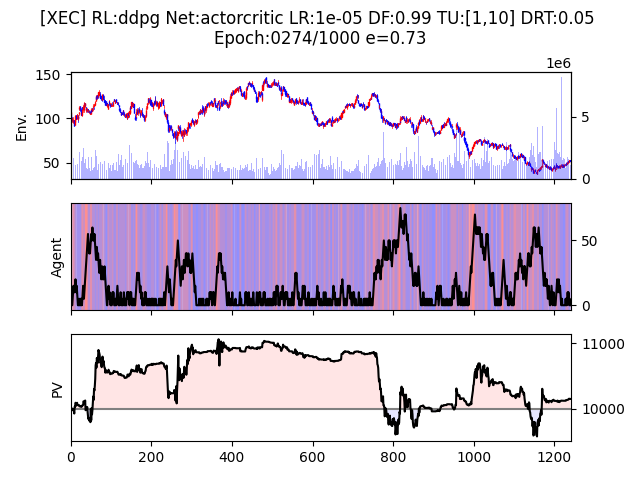 [XEC] RL:ddpg Net:actorcritic LR:1e-05 DF:0.99 TU:[1,10] DRT:0.05
Epoch:0274/1000 e=0.73
1e6
150
100
50
Env.
5
0
Agent
50
0
PV
11000
10000
0 200 400 600 800 1000 1200